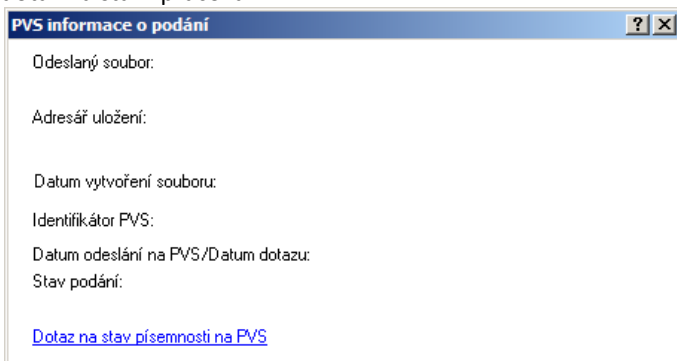 PVS informace o podání
Odeslaný soubor:
Adresář uložení:
Datum vytvoření souboru:
Identifikátor PVS:
Datum odeslání na PVS/Datum dotazu:
Stav podání:
Dotaz na stav písemnosti na PVS